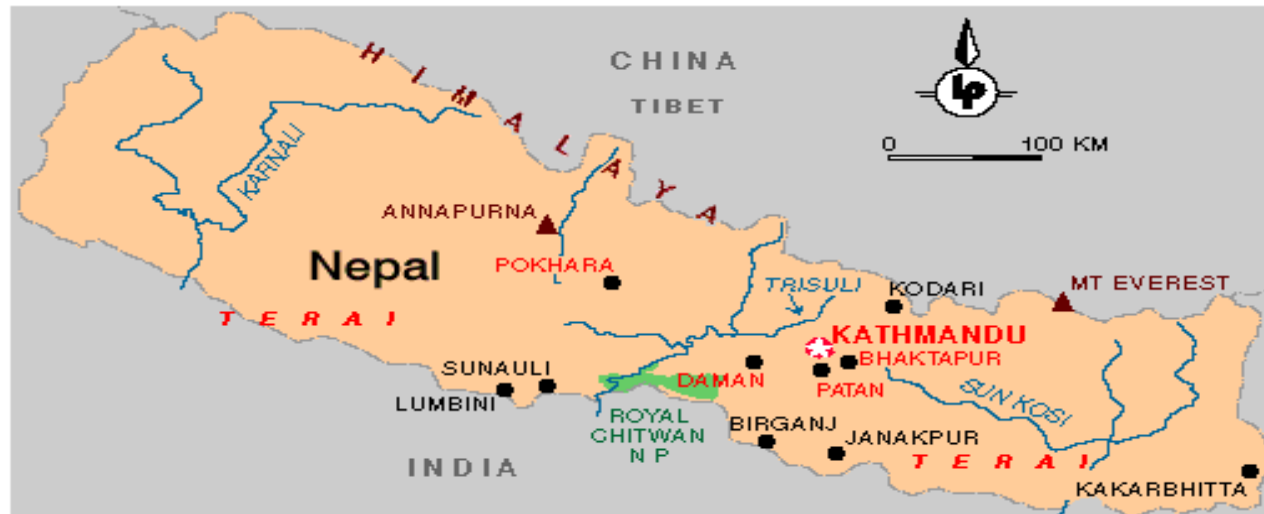 HIMALAYA
CHINA
TIBET
LP
0 100 KM
KARNALI
ANNAPURNA
Nepal
POKHARA
TRISULI
KODARI
MT EVEREST
TERAI
KATHMANDU
BHAKTAPUR
SUNAULI
DAMAN
PATAN
LUMBINI
SUN KOSI
ROYAL
CHITWAN
N P
BIRGANJ
JANAKPUR
TERAI
INDIA
KAKARBHITTA